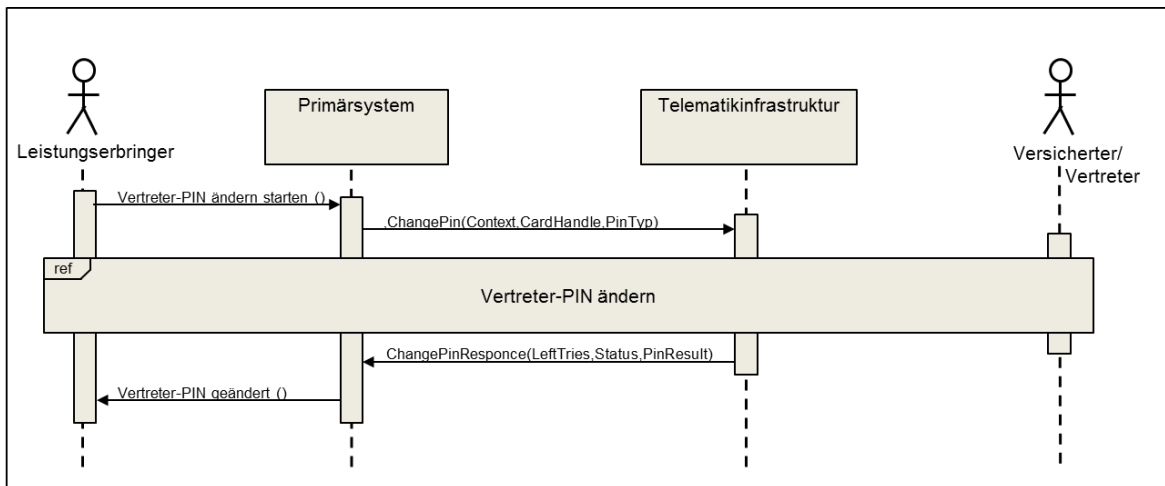 Primärsystem
Telematikinfrastruktur
Leistungserbringer
Versicherter/
Vertreter
Vertreter-PIN ändern starten ()
,ChangePin(Context,CardHandle,PinTyp)
ref
Vertreter-PIN ändern
ChangePinResponce(LeftTries,Status,PinResult)
Vertreter-PIN geändert ()